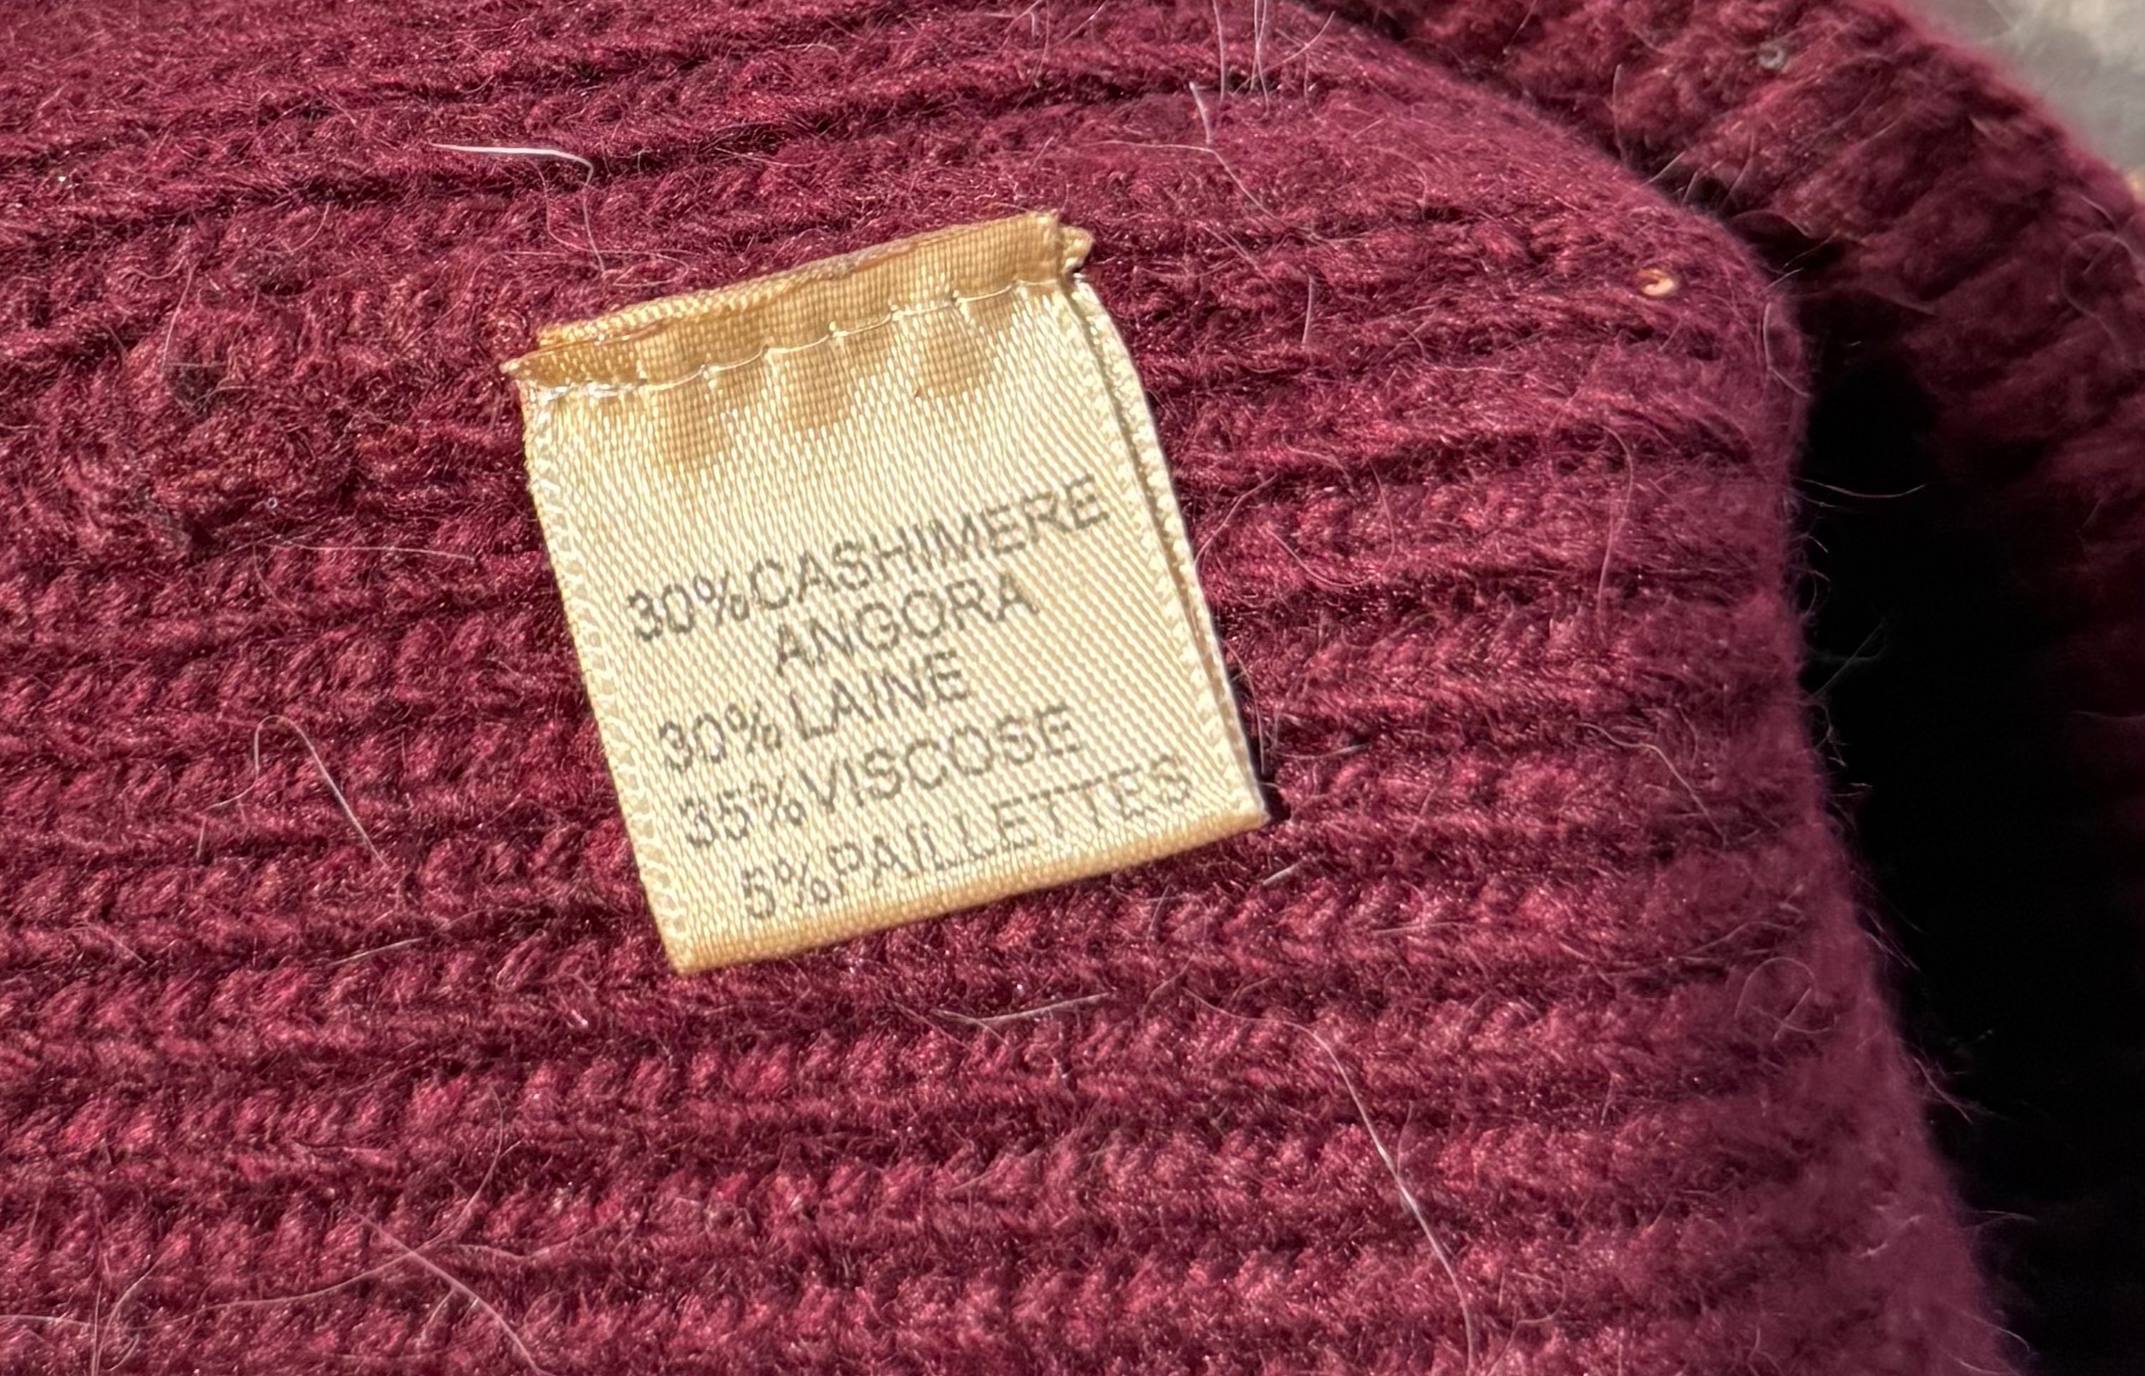 30%CASHIMERE
ANGORA
30% LAINE
35%VISCOSE
5%PAILLETTES